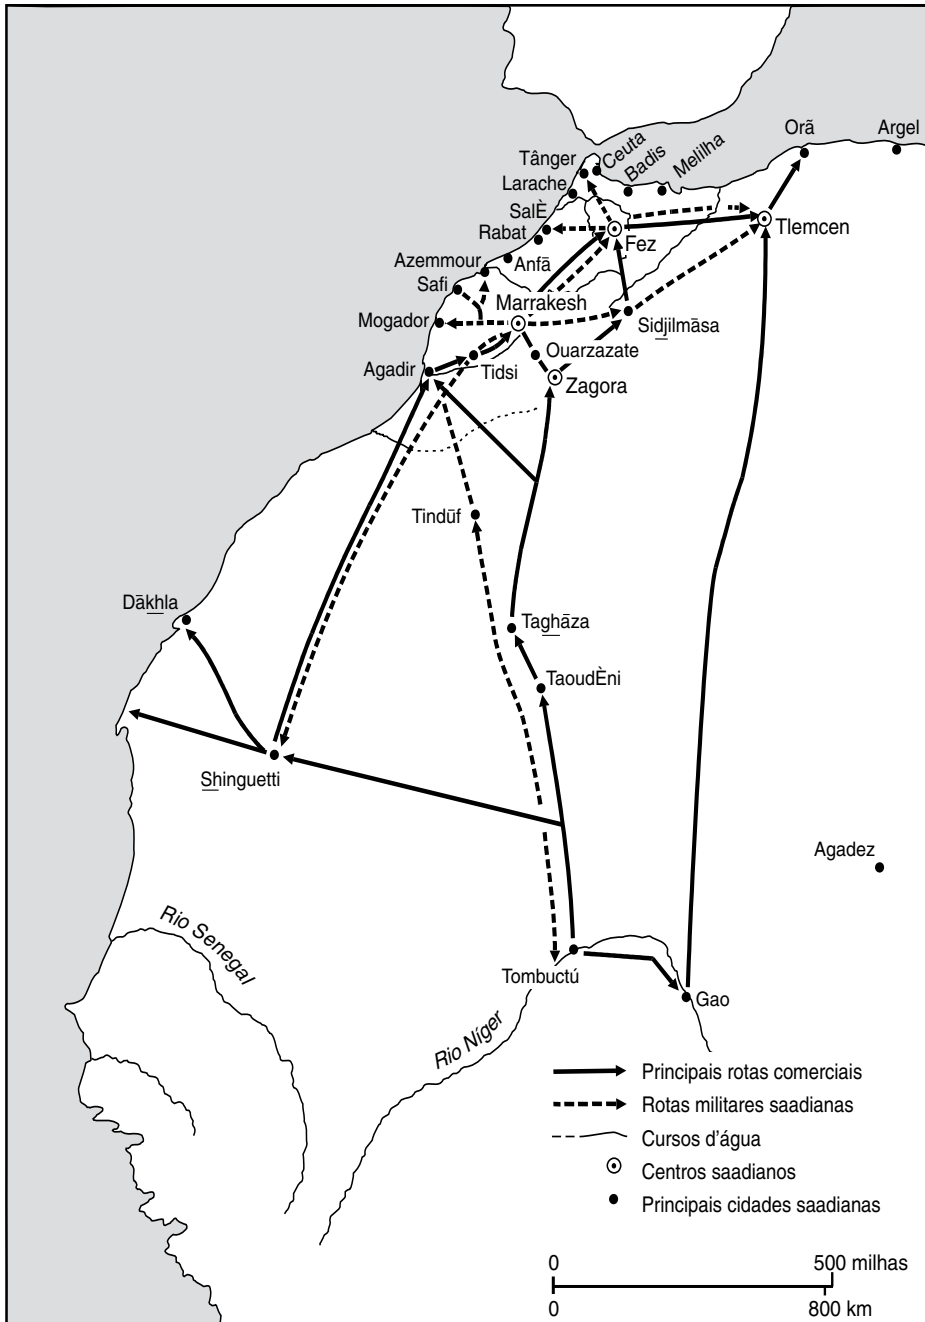 Orã
Argel
Ceuta
Badis
Melilha
Tânger
Larache
SalÈ
Rabat
Fez
Tlemcen
Anfã
Azemmour
Safi
Marrakesh
Mogador
Sidjilmāsa
Ouarzazate
Agadir
Tidsi
Zagora
Tindūf
Dākhla
Taghāza
TaoudÈni
Shinguetti
Agadez
Rio Senegal
Tombuctú
Gao
Rio Níger
Principais rotas comerciais
Rotas militares saadianas
Cursos d'água
Centros saadianos
Principais cidades saadianas
0 500 milhas
0 800 km